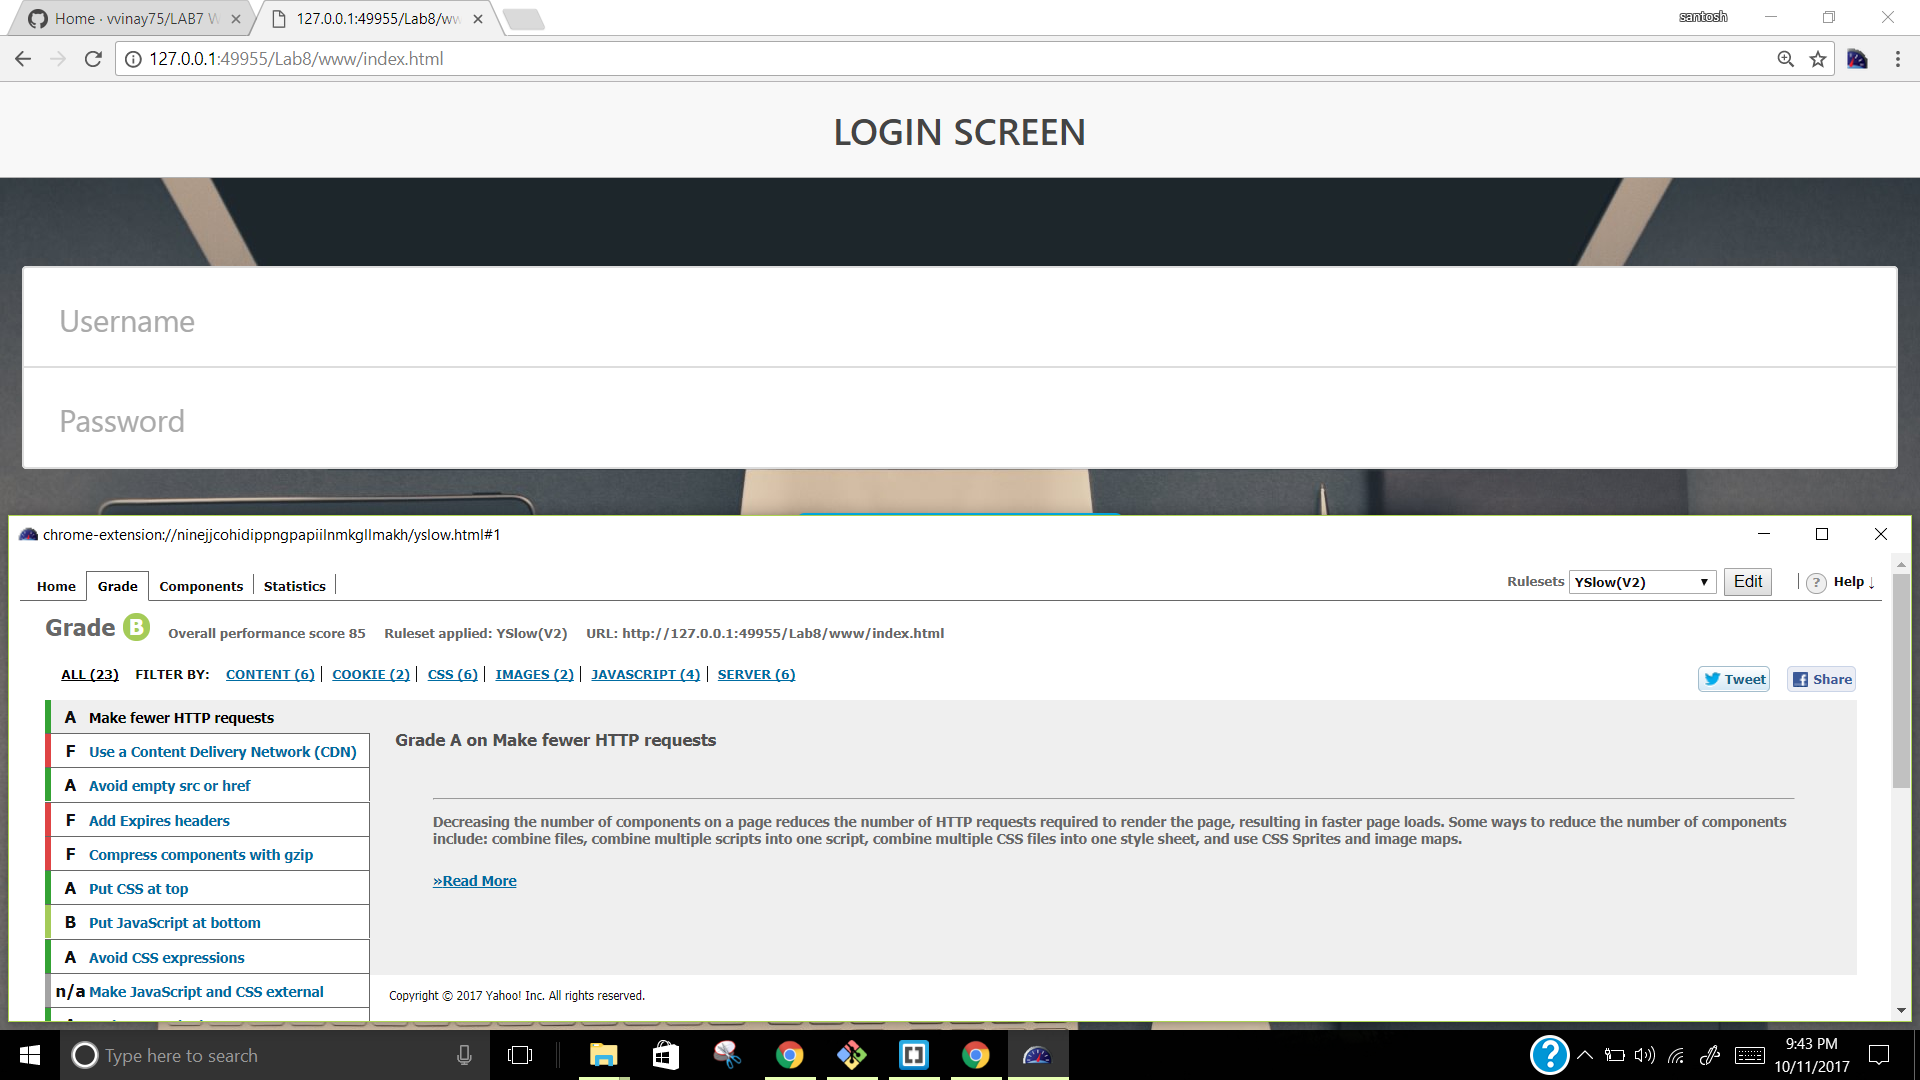 Home · vvinay75/LAB7 W
127.0.0.1:49955/Lab8/ww
santosh
127.0.0.1:49955/Lab8/www/index.html
LOGIN SCREEN
Username
Password
chrome-extension://ninejjcohidippngpapiilnmkgllmakh/yslow.html#1
Home Grade Components Statistics
Rulesets YSlow(V2) Edit ? Help ↓
Grade B Overall performance score 85 Ruleset applied: YSlow(V2) URL: http://127.0.0.1:49955/Lab8/www/index.html
ALL (23) FILTER BY: CONTENT (6) COOKIE (2) CSS (6) IMAGES (2) JAVASCRIPT (4) SERVER (6)
Tweet Share
A Make fewer HTTP requests
F Use a Content Delivery Network (CDN)
A Avoid empty src or href
F Add Expires headers
F Compress components with gzip
A Put CSS at top
B Put JavaScript at bottom
A Avoid CSS expressions
n/a Make JavaScript and CSS external
Grade A on Make fewer HTTP requests
Decreasing the number of components on a page reduces the number of HTTP requests required to render the page, resulting in faster page loads. Some ways to reduce the number of components
include: combine files, combine multiple scripts into one script, combine multiple CSS files into one style sheet, and use CSS Sprites and image maps.
»Read More
Copyright © 2017 Yahoo! Inc. All rights reserved.
Type here to search
9:43 PM
10/11/2017